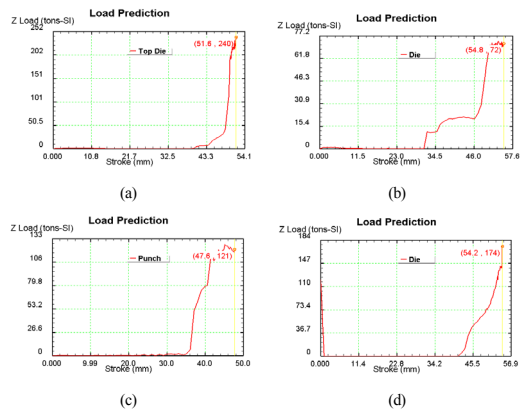 Load Prediction
Z Load (tons-SI)
252
202
151
101
50.5
0
0.000 10.8 21.7 32.5 43.3 54.1
Stroke (mm)
Top Die
(51.6 , 240)
(a)
Load Prediction
Z Load (tons-SI)
77.2
61.8
46.3
30.9
15.4
0
0.000 11.5 23.0 34.5 46.0 57.6
Stroke (mm)
Die
(54.8 , 72)
(b)
Load Prediction
Z Load (tons-SI)
133
106
79.8
53.2
26.6
0
0.000 9.99 20.0 30.0 40.0 50.0
Stroke (mm)
Punch
(47.6 , 121)
(c)
Load Prediction
Z Load (tons-SI)
184
147
110
73.4
36.7
0
0.000 11.4 22.8 34.2 45.5 56.9
Stroke (mm)
Die
(54.2 , 174)
(d)